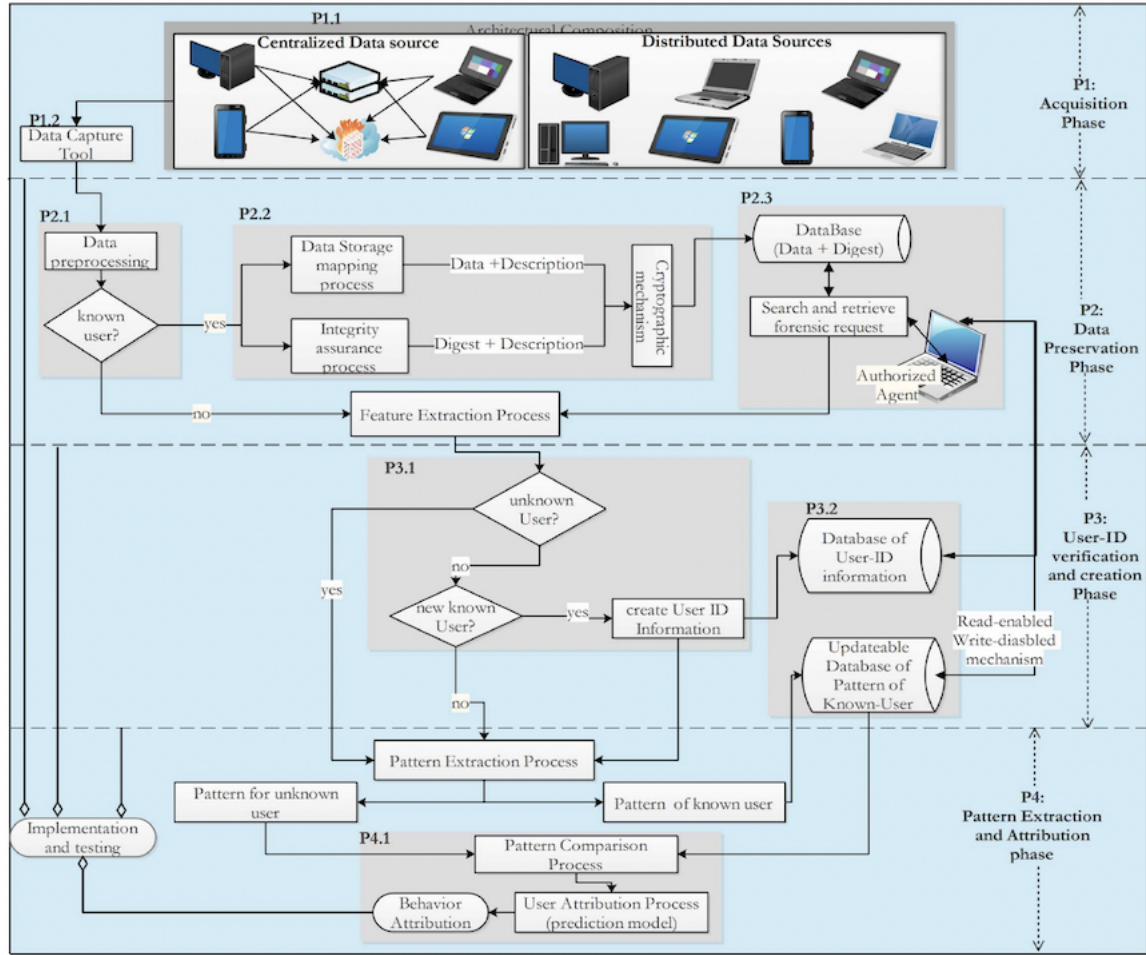 P1.1
Architectural Composition
Centralized Data source
Distributed Data Sources
P1:
Acquisition
Phase
P1.2
Data Capture
Tool
P2.1
Data
preprocessing
known
user?
yes
no
P2.2
Data Storage
mapping
process
Data +Description
Integrity
assurance
process
Digest + Description
Cryptographic
mechanism
P2.3
DataBase
(Data + Digest)
Search and retrieve
forensic request
Authorized
Agent
P2:
Data
Preservation
Phase
Feature Extraction Process
P3.1
unknown
User?
yes
no
new known
User?
yes
create User ID
Information
no
P3.2
Database of
User-ID
information
Updateable
Database of
Pattern of
Known-User
Read-enabled
Write-diasbled
mechanism
P3:
User-ID
verification
and creation
Phase
Pattern Extraction Process
Pattern for unknown
user
Pattern of known user
Implementation
and testing
P4.1
Pattern Comparison
Process
User Attribution Process
(prediction model)
Behavior
Attribution
P4:
Pattern Extraction
and Attribution
phase